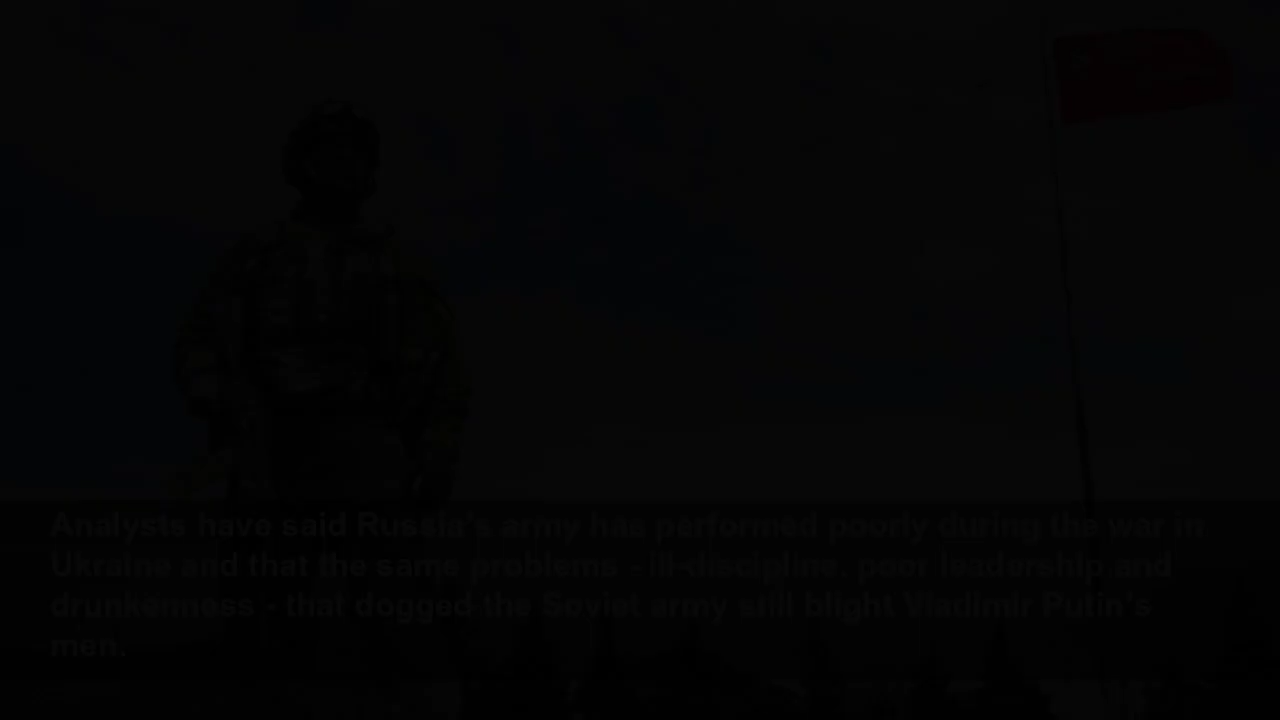 Analysts have said Russia's army has performed poorly during the war in
Ukraine and that the same problems - ill-discipline, poor leadership and
drunkenness - that dogged the Soviet army still blight Vladimir Putin's
men.